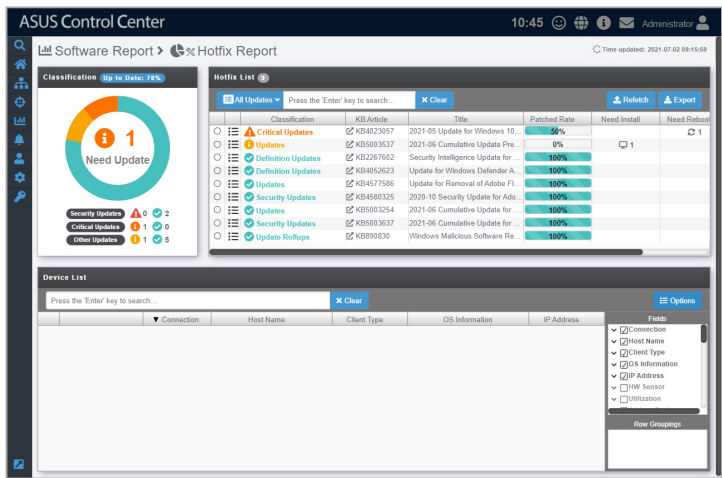 ASUS Control Center
10:45
Administrator
Software Report > Hotfix Report
Time updated: 2021-07-02 09:15:59
Classification Up to Date: 78%
1
Need Update
Security Updates 0 2
Critical Updates 1 0
Other Updates 1 5
Hotfix List 9
All Updates Press the 'Enter' key to search... Clear Refetch Export
Classification KB Article Title Patched Rate Need Install Need Reboot
Critical Updates KB4023057 2021-05 Update for Windows 10... 50% 1
Updates KB5003537 2021-06 Cumulative Update Pre... 0% 1
Definition Updates KB2267602 Security Intelligence Update for ... 100%
Definition Updates KB4052623 Update for Windows Defender A... 100%
Updates KB4577586 Update for Removal of Adobe Fl... 100%
Security Updates KB4580325 2020-10 Security Update for Ado... 100%
Updates KB5003254 2021-06 Cumulative Update for ... 100%
Security Updates KB5003637 2021-06 Cumulative Update for ... 100%
Update Rollups KB890830 Windows Malicious Software Re... 100%
Device List
Press the 'Enter' key to search... Clear Options
Connection Host Name Client Type OS Information IP Address
Fields
Connection
Host Name
Client Type
OS Information
IP Address
HW Sensor
Utilization
Row Groupings